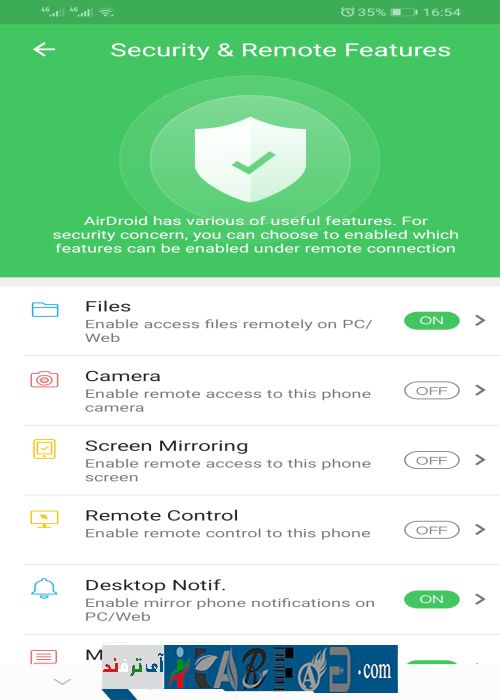 4G 4G 35% 16:54
Security & Remote Features
AirDroid has various of useful features. For
security concern, you can choose to enabled which
features can be enabled under remote connection
Files
Enable access files remotely on PC/
Web
ON
Camera
Enable remote access to this phone
camera
OFF
Screen Mirroring
Enable remote access to this phone
screen
OFF
Remote Control
Enable remote control to this phone
OFF
Desktop Notif.
Enable mirror phone notifications on
PC/Web
ON
آی ترفند
.com